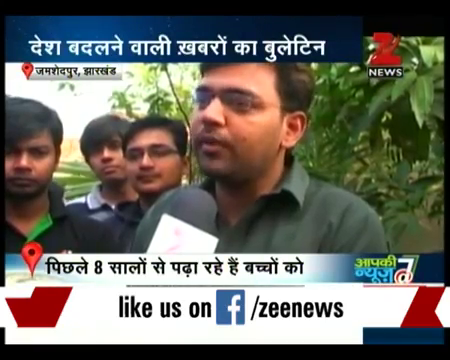 देश बदलने वाली ख़बरों का बुलेटिन
Z
NEWS
जमशेदपुर, झारखंड
पिछले 8 सालों से पढ़ा रहे हैं बच्चों को
आपकी
न्यूज़@7
like us on f/zeenews